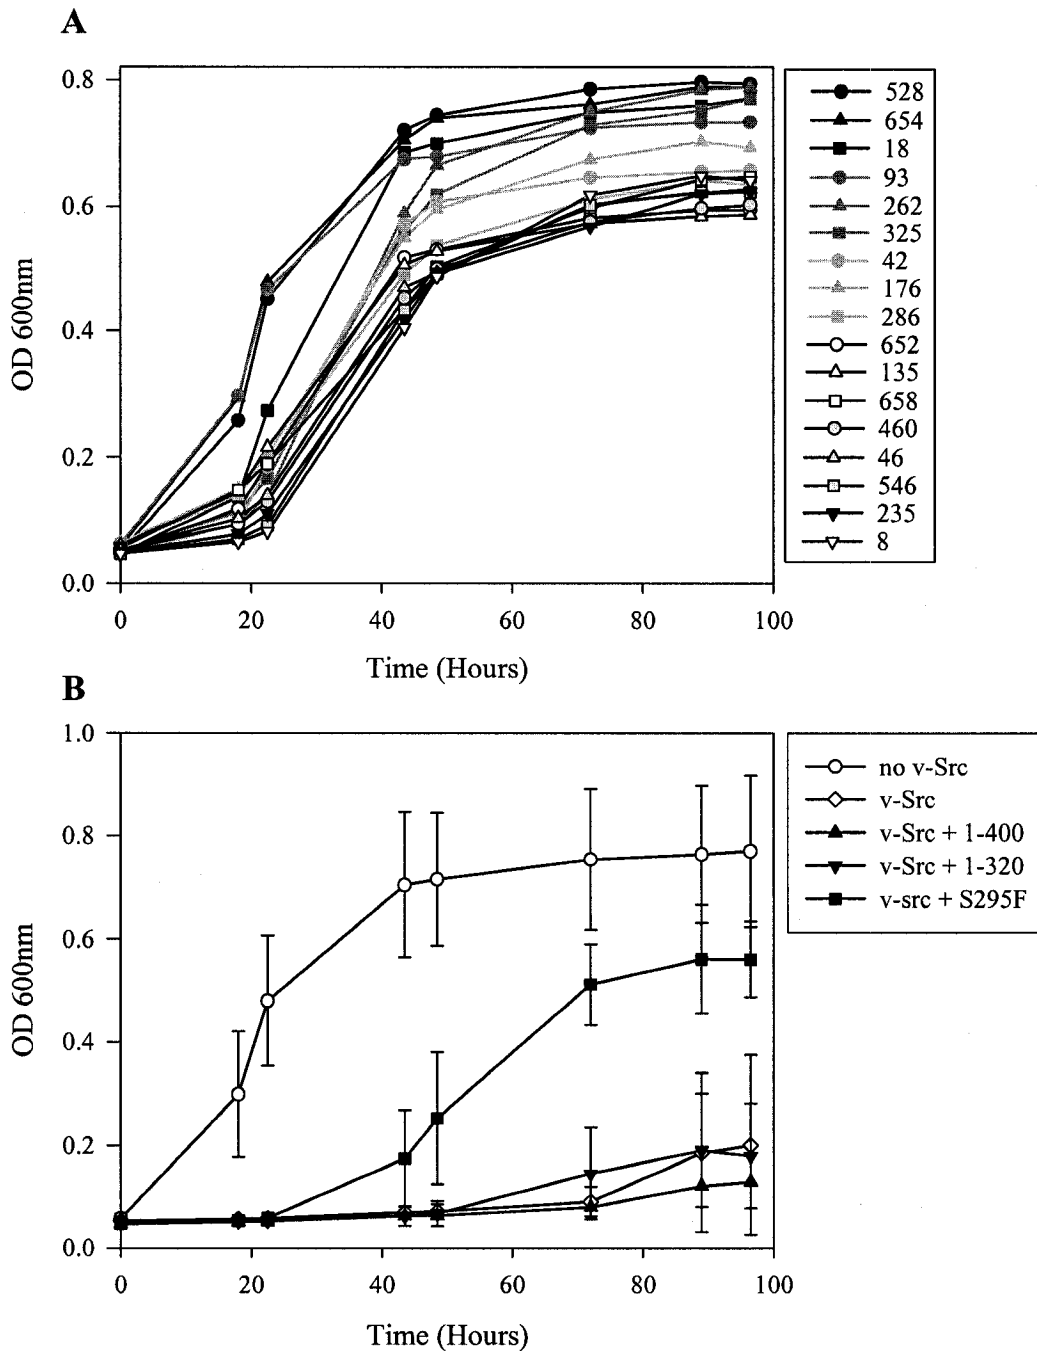 A
0.8
0.6
0.4
0.2
0.0
OD 600nm
0 20 40 60 80 100
Time (Hours)
528
654
18
93
262
325
42
176
286
652
135
658
460
46
546
235
8
B
1.0
0.8
0.6
0.4
0.2
0.0
OD 600nm
0 20 40 60 80 100
Time (Hours)
no v-Src
v-Src
v-Src + 1-400
v-Src + 1-320
v-src + S295F